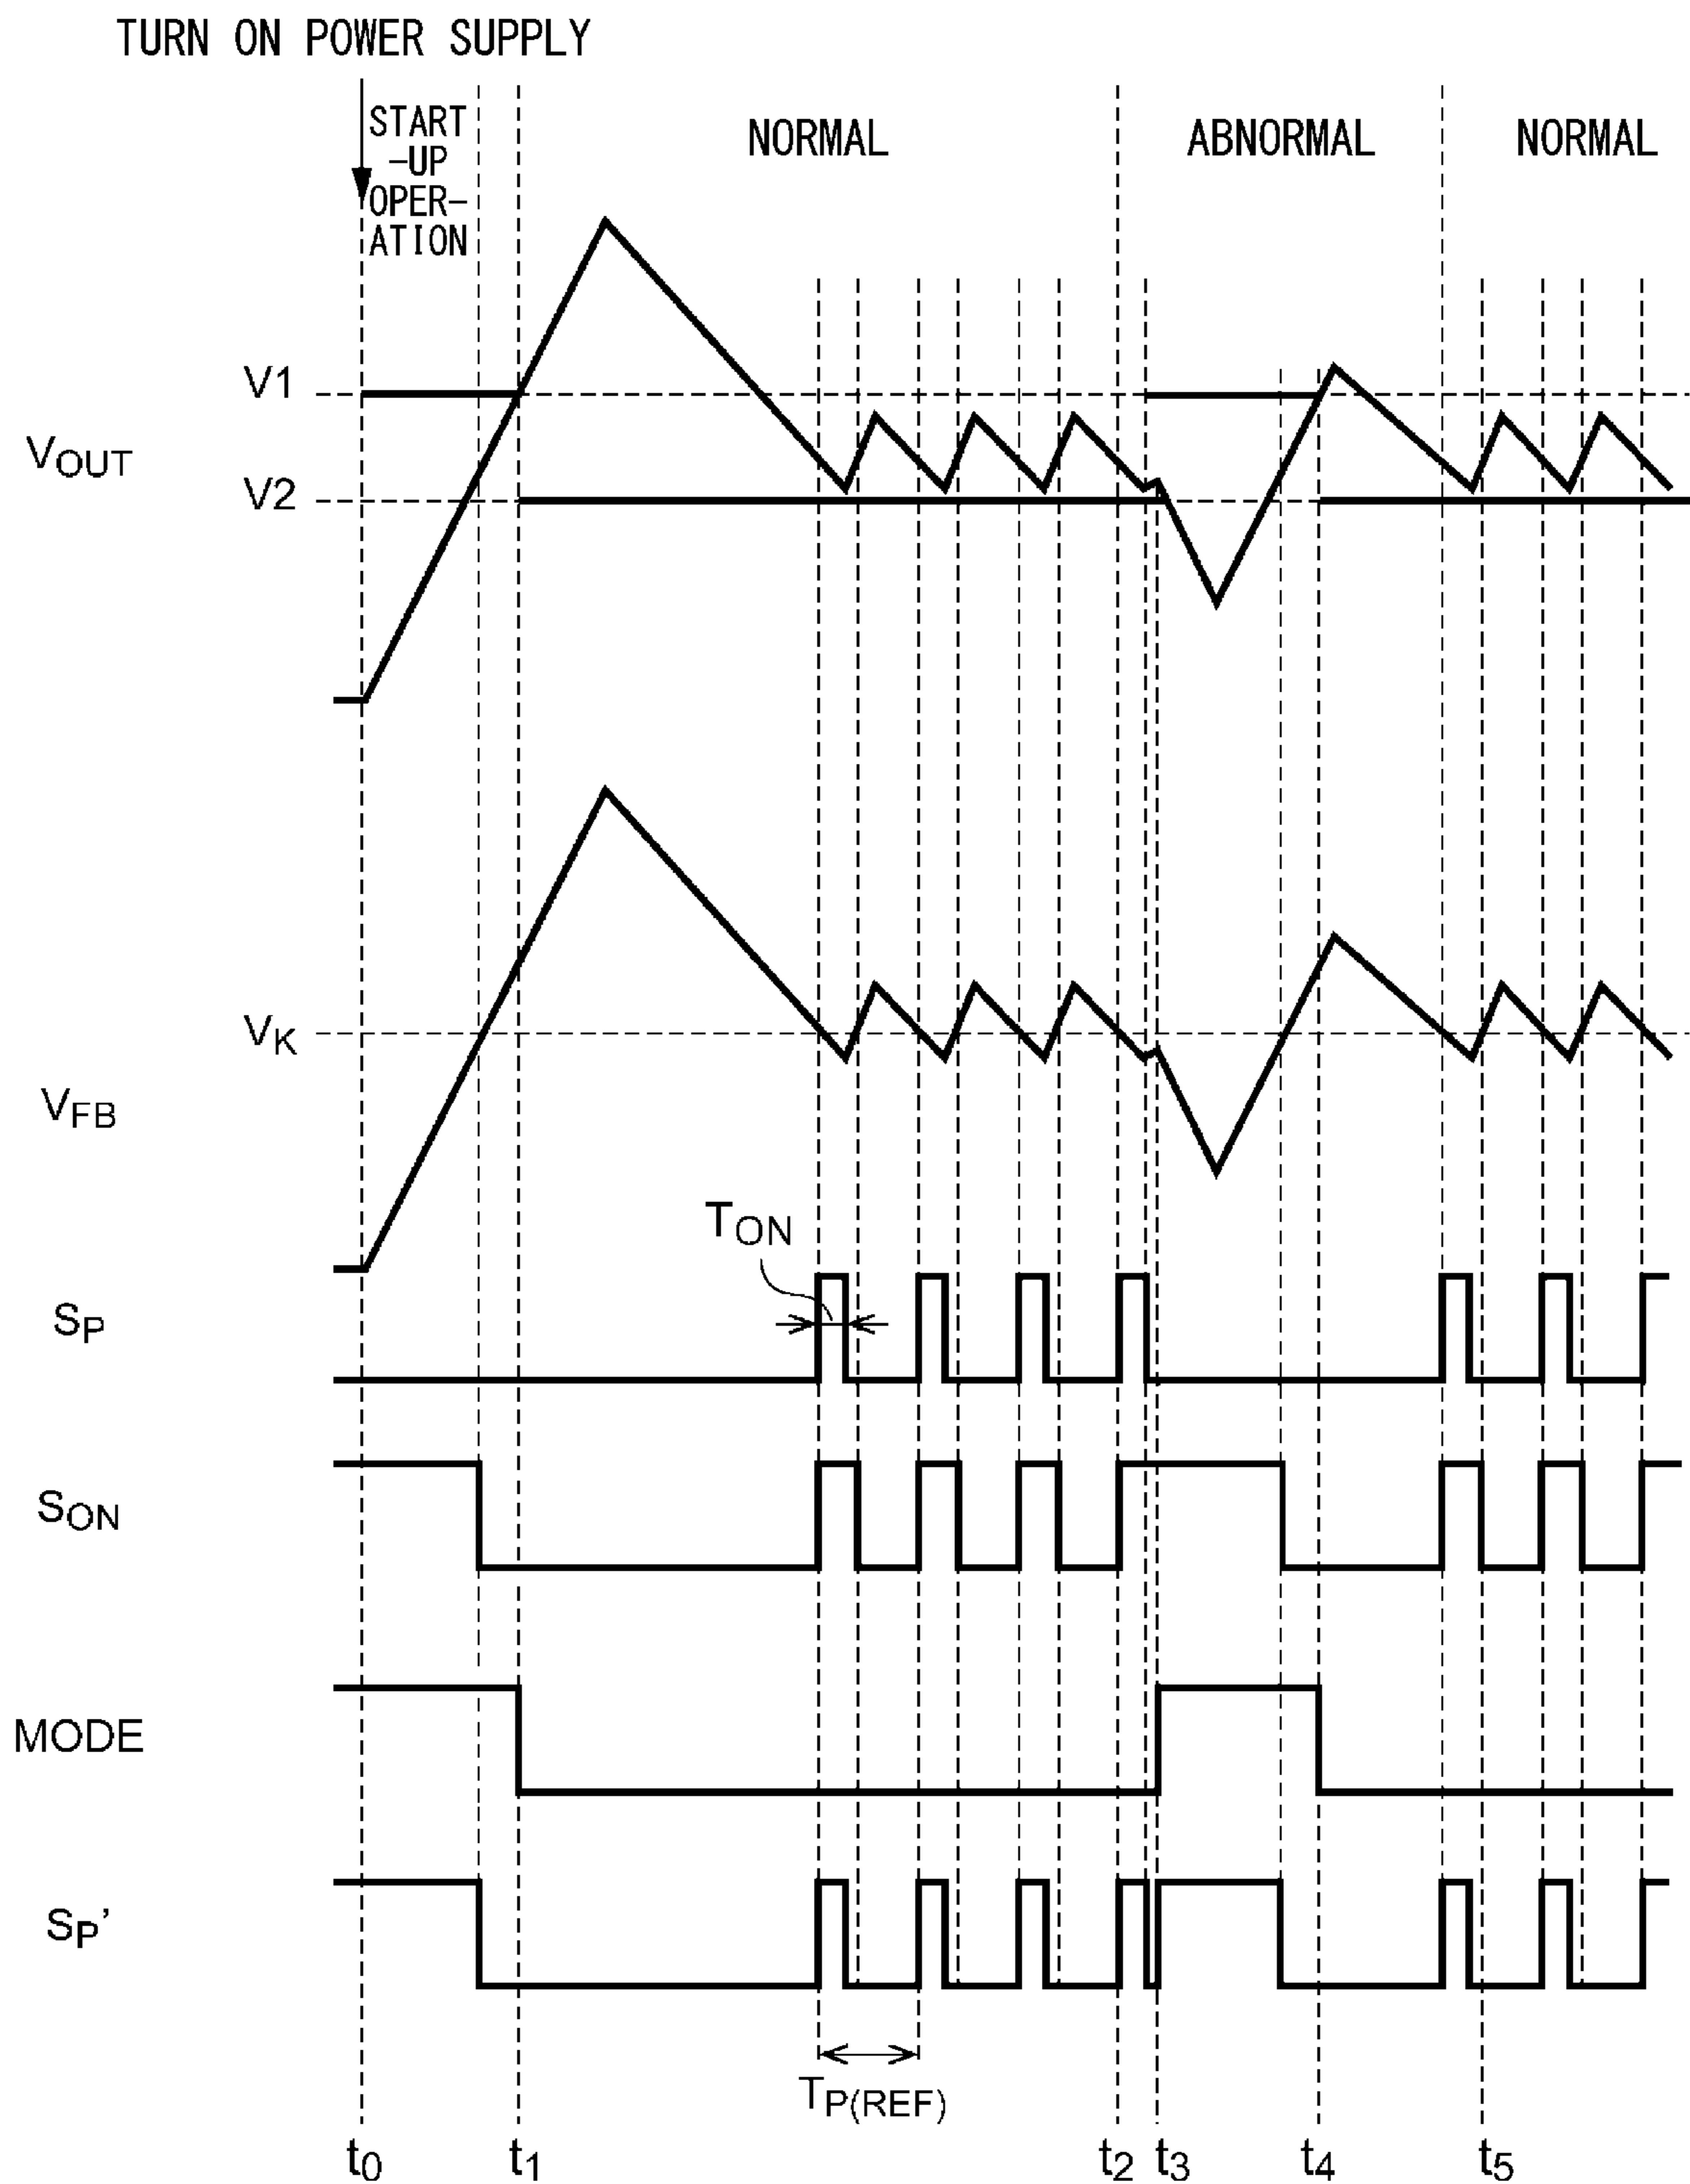 TURN ON POWER SUPPLY
START
-UP
OPER-
ATION
NORMAL
ABNORMAL
NORMAL
V1
VOUT
V2
VK
VFB
TON
SP
SON
MODE
SP’
TP(REF)
t0
t1
t2
t3
t4
t5